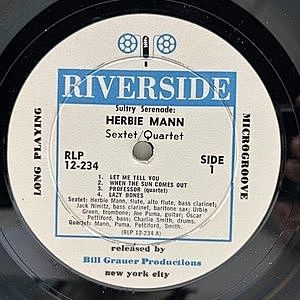 RIVERSIDE
Sultry Serenade:
HERBIE MANN
Sextet/Quartet
RLP
12-234
SIDE
1
LONG PLAYING
MICROGROOVE
1. LET ME TELL YOU
2. WHEN THE SUN COMES OUT
3. PROFESSOR (quartet)
4. LAZY BONES
Sextet: Herbie Mann, flute, alto flute, bass clarinet;
Jack Nimitz, bass clarinet, baritone sax; Urbie
Green, trombone; Joe Puma, guitar; Oscar
Pettiford, bass; Charlie Smith, drums.
Quartet: Mann, Puma, Pettiford, Smith.
(RLP 12-234 A)
released by
Bill Grauer Productions
new york city